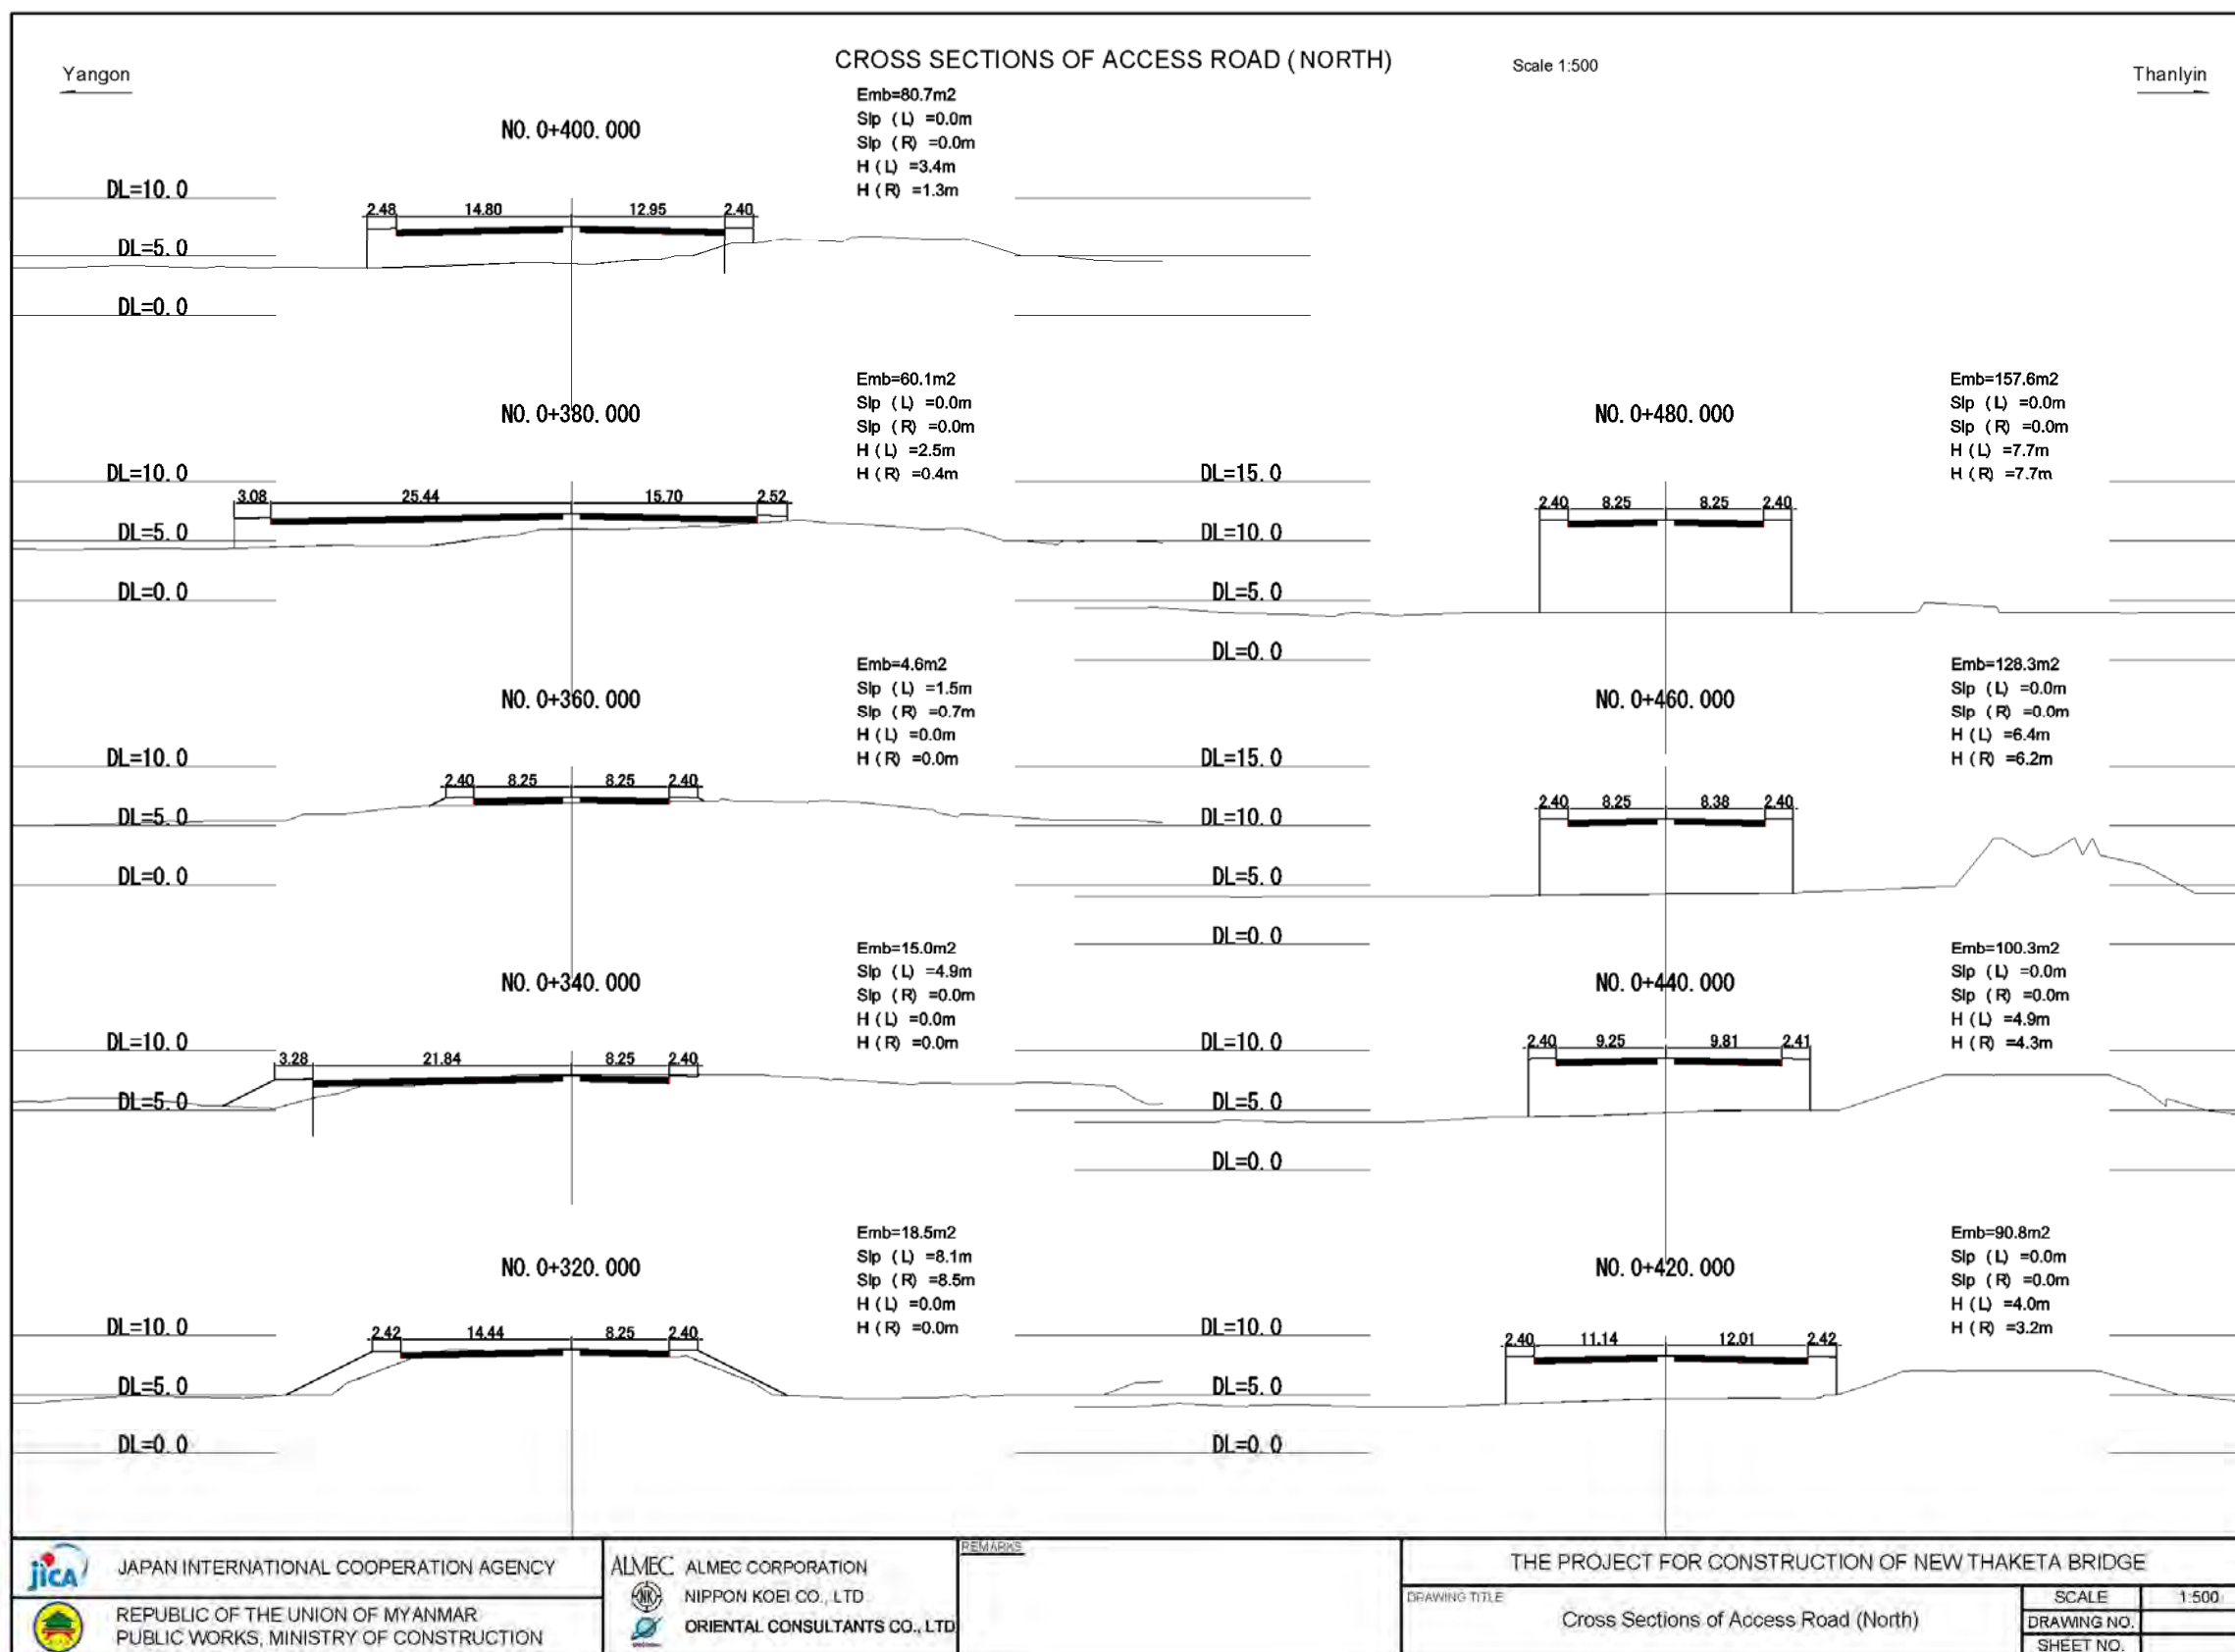 CROSS SECTIONS OF ACCESS ROAD (NORTH)
Scale 1:500
Yangon
Thanlyin
NO. 0+400. 000
Emb=80.7m2
Slp (L) =0.0m
Slp (R) =0.0m
H (L) =3.4m
H (R) =1.3m
DL=10. 0
2.48 14.80 12.95 2.40
DL=5. 0
DL=0. 0
NO. 0+380. 000
Emb=60.1m2
Slp (L) =0.0m
Slp (R) =0.0m
H (L) =2.5m
H (R) =0.4m
DL=10. 0
3.08 25.44 15.70 2.52
DL=5. 0
DL=0. 0
NO. 0+360. 000
Emb=4.6m2
Slp (L) =1.5m
Slp (R) =0.7m
H (L) =0.0m
H (R) =0.0m
DL=10. 0
2.40 8.25 8.25 2.40
DL=5. 0
DL=0. 0
NO. 0+340. 000
Emb=15.0m2
Slp (L) =4.9m
Slp (R) =0.0m
H (L) =0.0m
H (R) =0.0m
DL=10. 0
3.28 21.84 8.25 2.40
DL=5. 0
NO. 0+320. 000
Emb=18.5m2
Slp (L) =8.1m
Slp (R) =8.5m
H (L) =0.0m
H (R) =0.0m
DL=10. 0
2.42 14.44 8.25 2.40
DL=5. 0
DL=0. 0
NO. 0+480. 000
Emb=157.6m2
Slp (L) =0.0m
Slp (R) =0.0m
H (L) =7.7m
H (R) =7.7m
DL=15. 0
2.40 8.25 8.25 2.40
DL=10. 0
DL=5. 0
DL=0. 0
NO. 0+460. 000
Emb=128.3m2
Slp (L) =0.0m
Slp (R) =0.0m
H (L) =6.4m
H (R) =6.2m
DL=15. 0
2.40 8.25 8.38 2.40
DL=10. 0
DL=5. 0
DL=0. 0
NO. 0+440. 000
Emb=100.3m2
Slp (L) =0.0m
Slp (R) =0.0m
H (L) =4.9m
H (R) =4.3m
DL=10. 0
2.40 9.25 9.81 2.41
DL=5. 0
DL=0. 0
NO. 0+420. 000
Emb=90.8m2
Slp (L) =0.0m
Slp (R) =0.0m
H (L) =4.0m
H (R) =3.2m
DL=10. 0
2.40 11.14 12.01 2.42
DL=5. 0
DL=0. 0
jica JAPAN INTERNATIONAL COOPERATION AGENCY
REPUBLIC OF THE UNION OF MYANMAR
PUBLIC WORKS, MINISTRY OF CONSTRUCTION
ALMEC ALMEC CORPORATION
NK NIPPON KOEI CO., LTD
ORIENTAL CONSULTANTS CO., LTD
REMARKS
THE PROJECT FOR CONSTRUCTION OF NEW THAKETA BRIDGE
DRAWING TITLE
Cross Sections of Access Road (North)
SCALE 1:500
DRAWING NO.
SHEET NO.